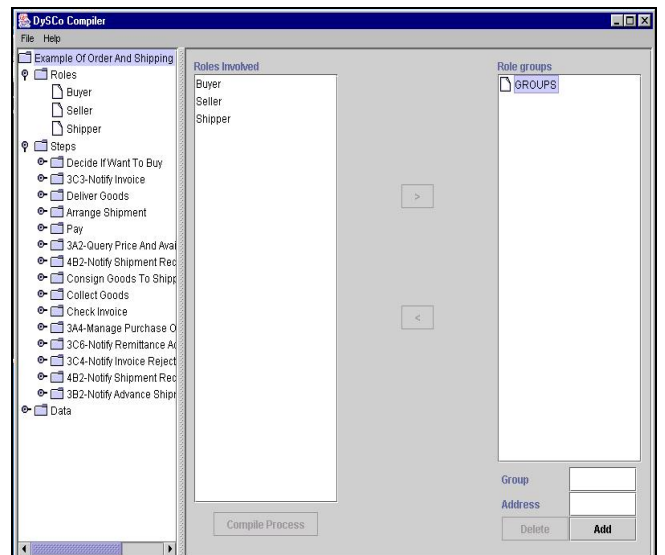 DySCo Compiler
File Help
Example Of Order And Shipping
Roles
Buyer
Seller
Shipper
Steps
Decide If Want To Buy
3C3-Notify Invoice
Deliver Goods
Arrange Shipment
Pay
3A2-Query Price And Avai
4B2-Notify Shipment Rec
Consign Goods To Shipp
Collect Goods
Check Invoice
3A4-Manage Purchase O
3C6-Notify Remittance Ad
3C4-Notify Invoice Reject
4B2-Notify Shipment Rec
3B2-Notify Advance Shipr
Data
Roles Involved
Buyer
Seller
Shipper
Compile Process
>
<
Role groups
GROUPS
Group
Address
Delete Add